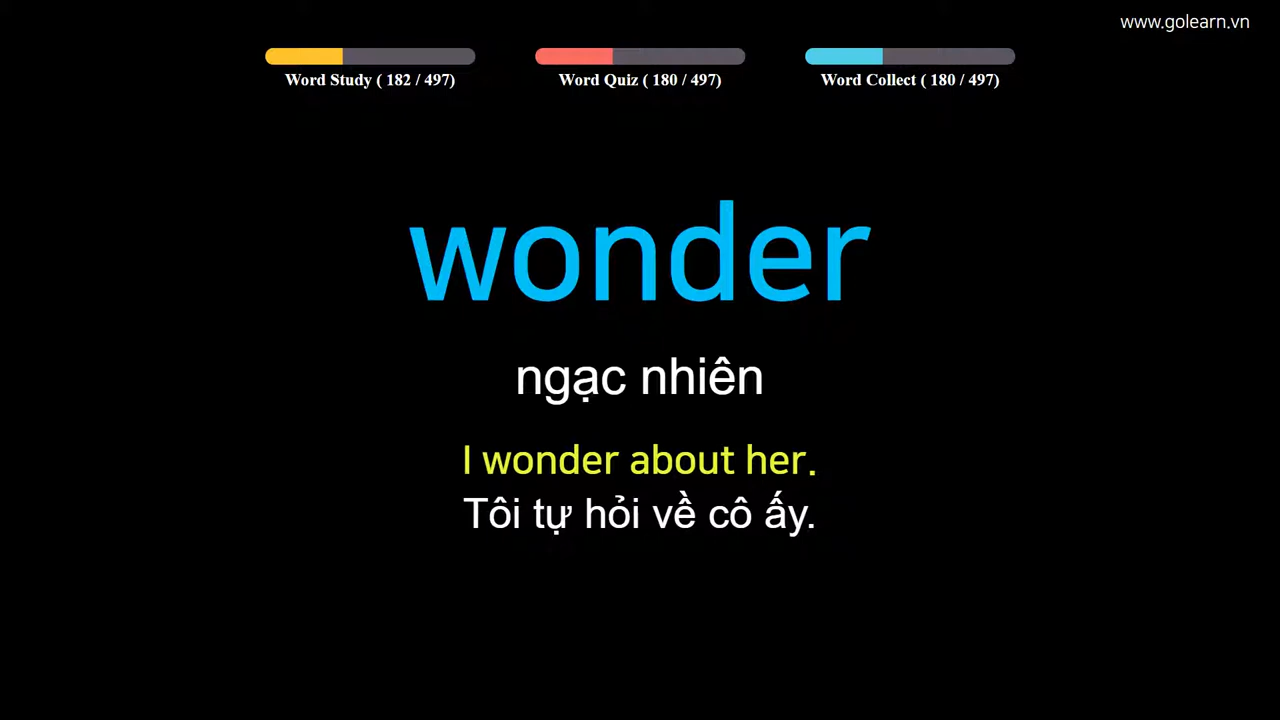 www.golearn.vn
Word Study ( 182 / 497)
Word Quiz ( 180 / 497)
Word Collect ( 180 / 497)
wonder
ngạc nhiên
I wonder about her.
Tôi tự hỏi về cô ấy.